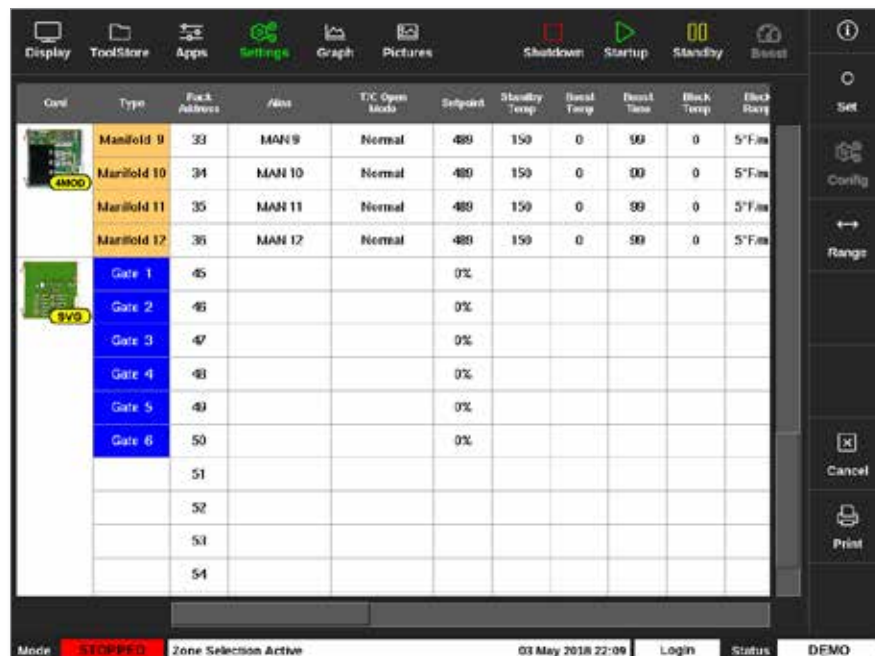 Display ToolStore Apps Settings Graph Pictures Shutdown Startup Standby Boost
Set
Config
Range
Cancel
Print
Card Type Rack Address Alias T/C Open Mode Setpoint Standby Temp Boost Temp Boost Time Block Temp Block Ramp
4MOD
Manifold 9 33 MAN 9 Normal 489 150 0 99 0 5°F/m
Manifold 10 34 MAN 10 Normal 489 150 0 99 0 5°F/m
Manifold 11 35 MAN 11 Normal 489 150 0 99 0 5°F/m
Manifold 12 36 MAN 12 Normal 489 150 0 99 0 5°F/m
SVG
Gate 1 45 0%
Gate 2 46 0%
Gate 3 47 0%
Gate 4 48 0%
Gate 5 49 0%
Gate 6 50 0%
51
52
53
54
Mode STOPPED Zone Selection Active 03 May 2018 22:09 Login Status DEMO